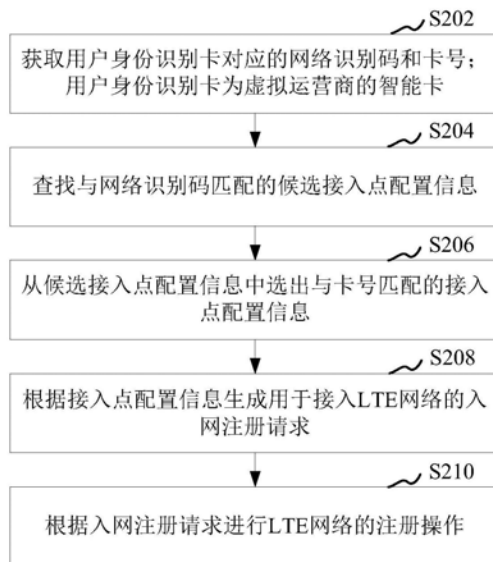 S202
获取用户身份识别卡对应的网络识别码和卡号；
用户身份识别卡为虚拟运营商的智能卡
S204
查找与网络识别码匹配的候选接入点配置信息
S206
从候选接入点配置信息中选出与卡号匹配的接入
点配置信息
S208
根据接入点配置信息生成用于接入LTE网络的入
网注册请求
S210
根据入网注册请求进行LTE网络的注册操作